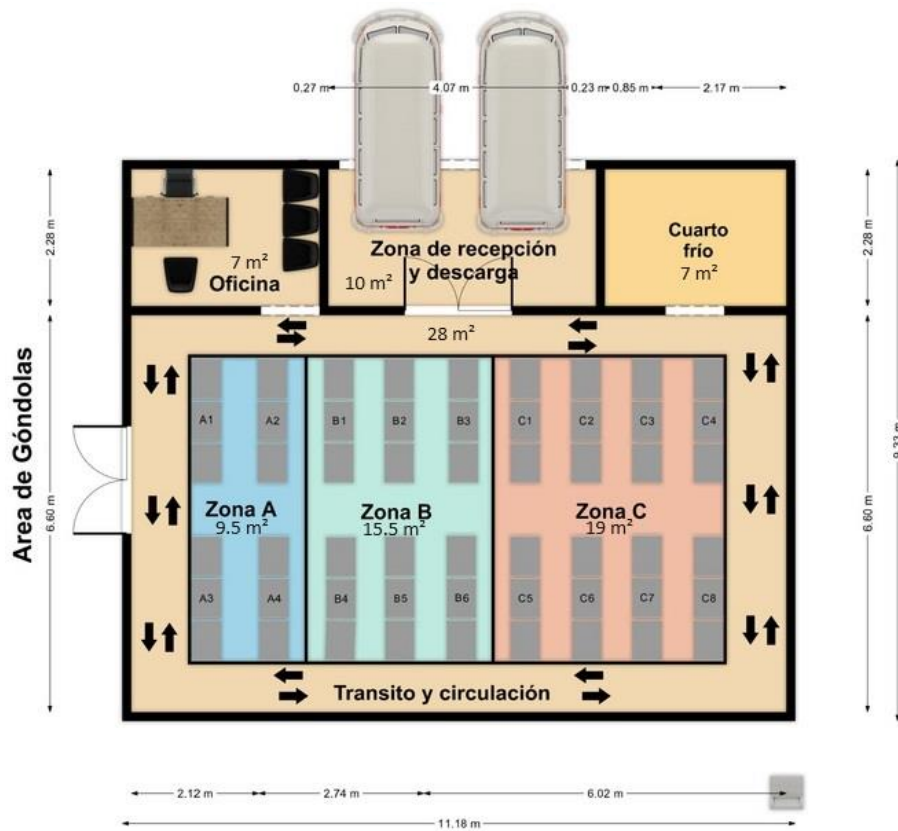 0.27 m
4.07 m
0.23 m
0.85 m
2.17 m
2.28 m
7 m²
Oficina
Zona de recepción
y descarga
10 m²
Cuarto
frío
7 m²
2.28 m
28 m²
Area de Góndolas
6.60 m
A1
A2
B1
B2
B3
C1
C2
C3
C4
Zona A
9.5 m²
Zona B
15.5 m²
Zona C
19 m²
6.60 m
A3
A4
B4
B5
B6
C5
C6
C7
C8
Transito y circulación
2.12 m
2.74 m
6.02 m
11.18 m